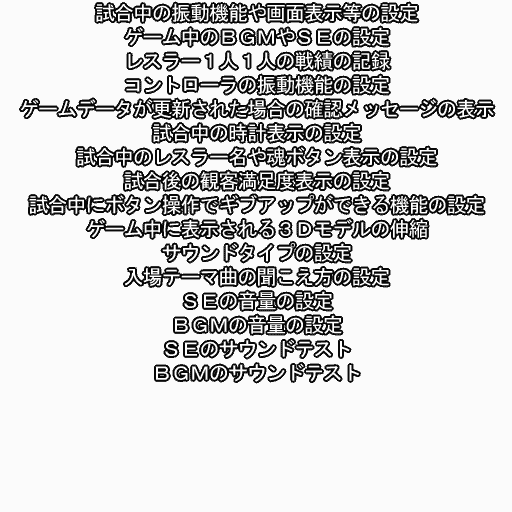 試合中の振動機能や画面表示等の設定
ゲーム中のＢＧＭやＳＥの設定
レスラー１人１人の戦績の記録
コントローラの振動機能の設定
ゲームデータが更新された場合の確認メッセージの表示
試合中の時計表示の設定
試合中のレスラー名や魂ボタン表示の設定
試合後の観客満足度表示の設定
試合中にボタン操作でギブアップができる機能の設定
ゲーム中に表示される３Ｄモデルの伸縮
サウンドタイプの設定
入場テーマ曲の聞こえ方の設定
ＳＥの音量の設定
ＢＧＭの音量の設定
ＳＥのサウンドテスト
ＢＧＭのサウンドテスト